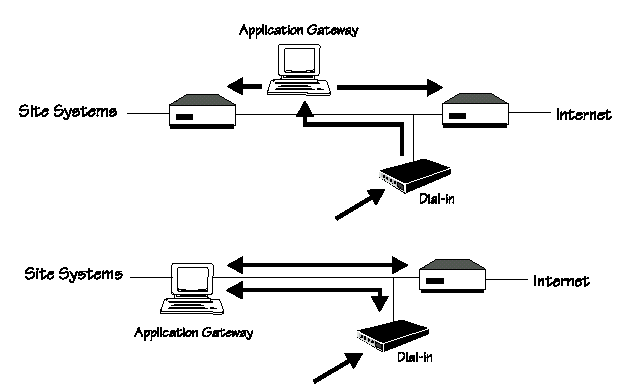 Application Gateway
Site Systems
Internet
Dial-in
Site Systems
Internet
Application Gateway
Dial-in